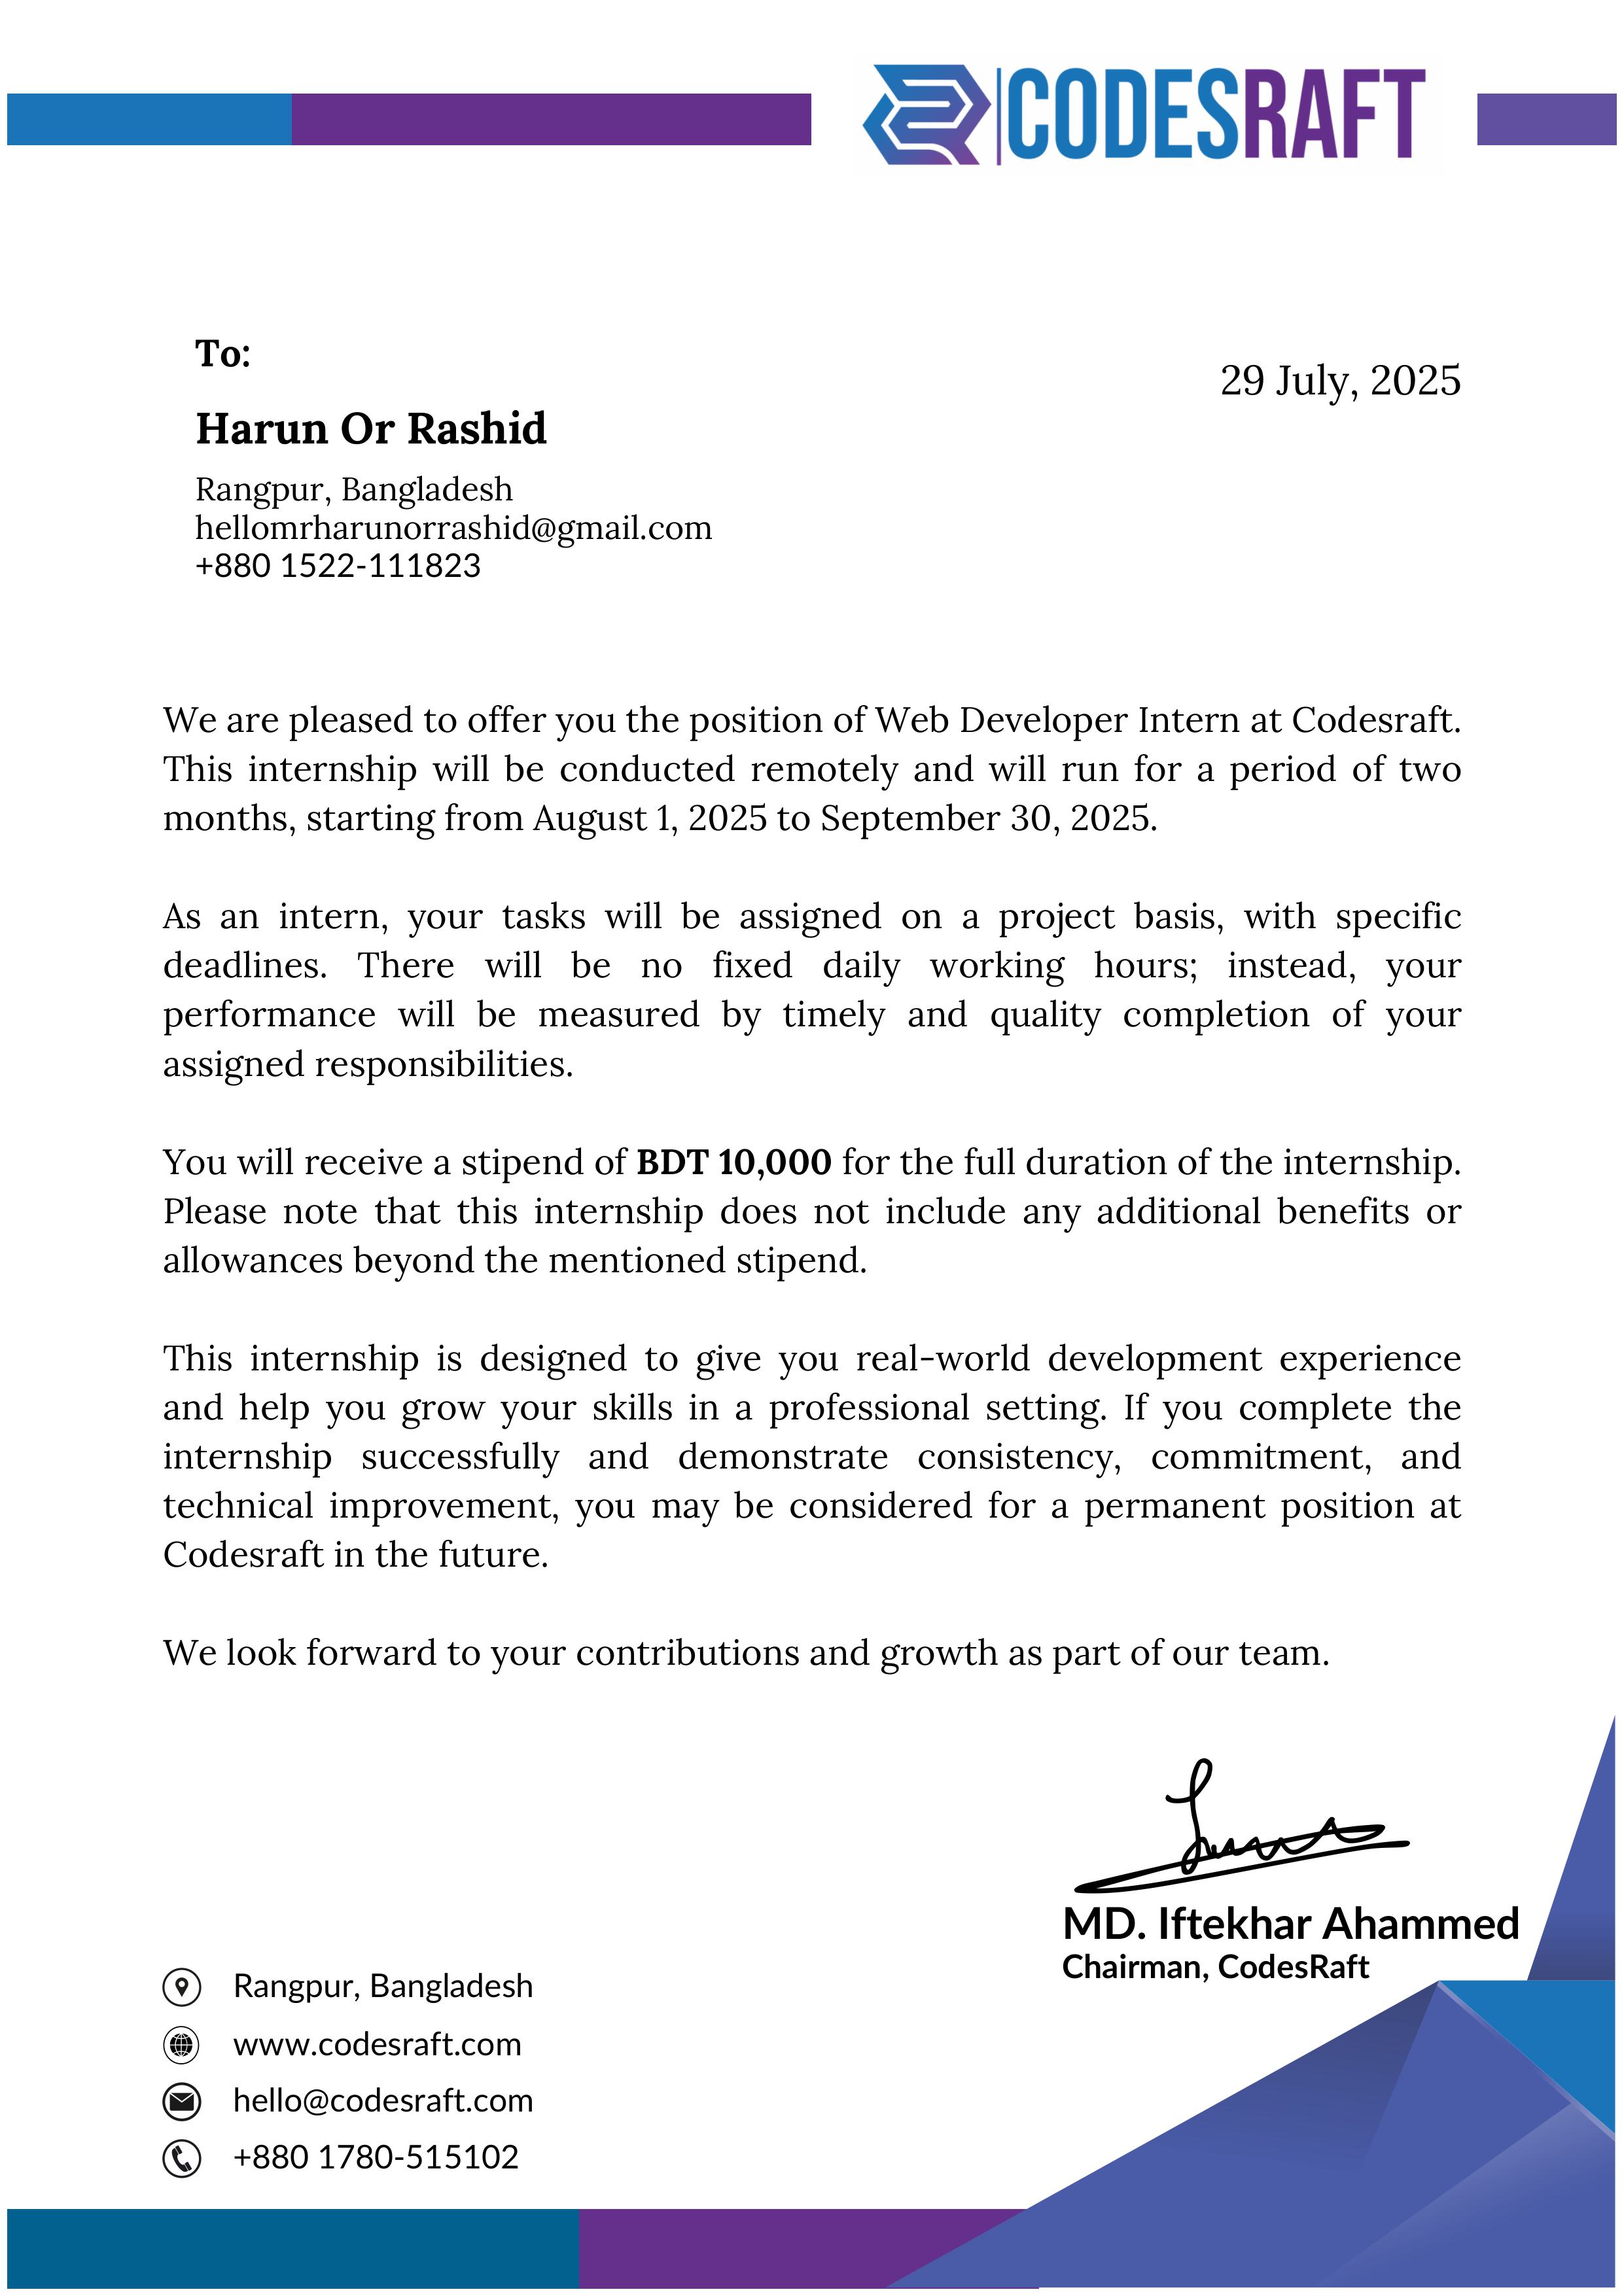 CODESRAFT
To:
29 July, 2025
Harun Or Rashid
Rangpur, Bangladesh
hellomrharunorrashid@gmail.com
+880 1522-111823
We are pleased to offer you the position of Web Developer Intern at Codesraft.
This internship will be conducted remotely and will run for a period of two
months, starting from August 1, 2025 to September 30, 2025.
As an intern, your tasks will be assigned on a project basis, with specific
deadlines. There will be no fixed daily working hours; instead, your
performance will be measured by timely and quality completion of your
assigned responsibilities.
You will receive a stipend of BDT 10,000 for the full duration of the internship.
Please note that this internship does not include any additional benefits or
allowances beyond the mentioned stipend.
This internship is designed to give you real-world development experience
and help you grow your skills in a professional setting. If you complete the
internship successfully and demonstrate consistency, commitment, and
technical improvement, you may be considered for a permanent position at
Codesraft in the future.
We look forward to your contributions and growth as part of our team.
MD. Iftekhar Ahammed
Chairman, CodesRaft
Rangpur, Bangladesh
www.codesraft.com
hello@codesraft.com
+880 1780-515102